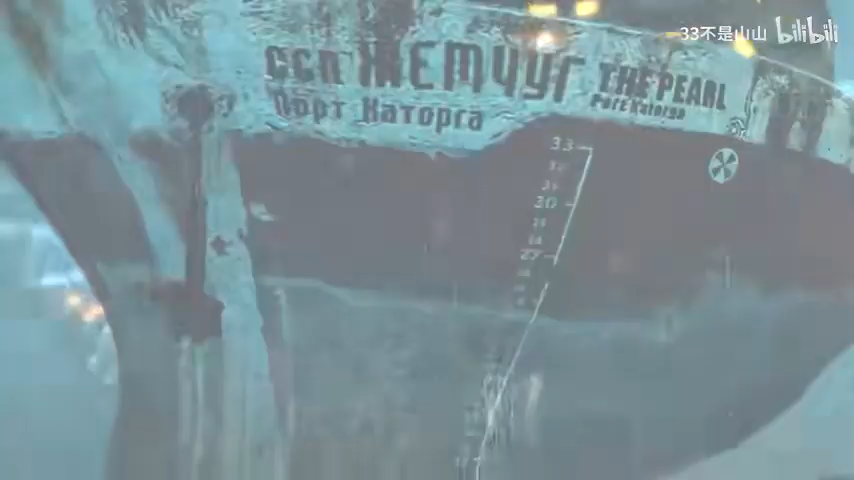 33不是山山 bilibili
ССП ЖЕМЧУГ
Порт Каторга
THE PEARL
Port Katorga
33
30
27